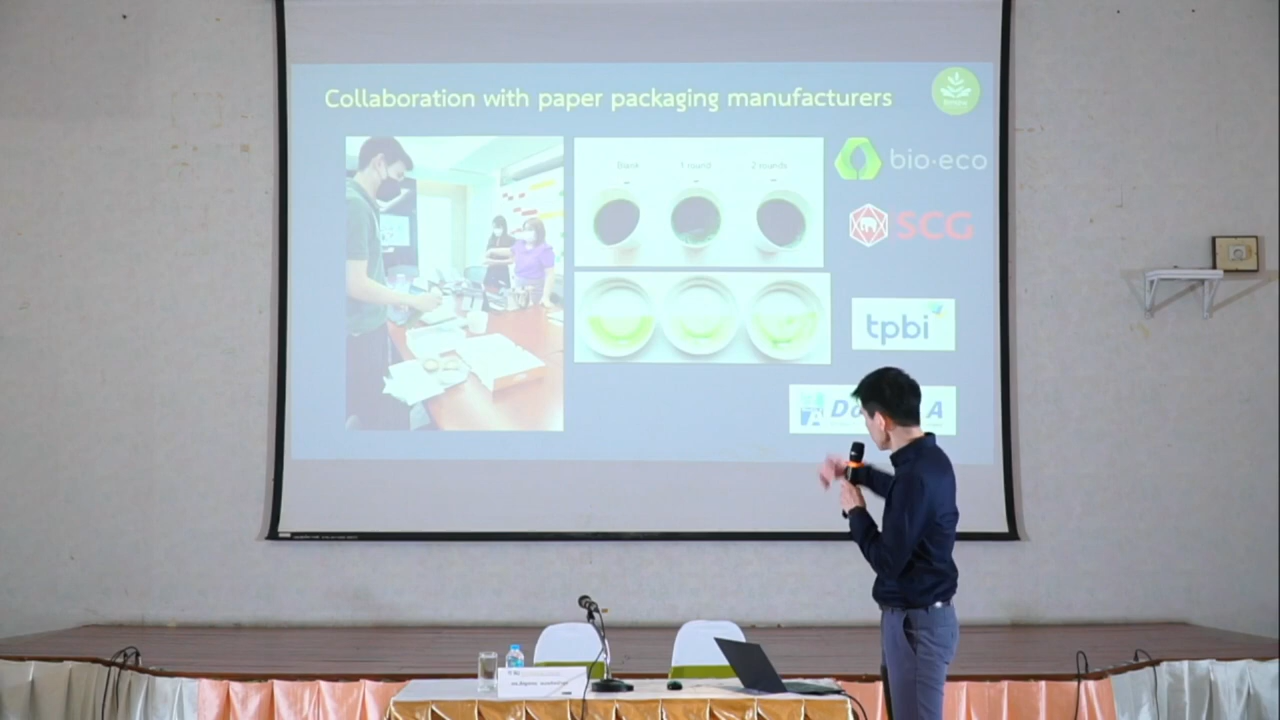 Collaboration with paper packaging manufacturers
Blank 1 round 2 rounds
bio·eco
SCG
tpbi
A